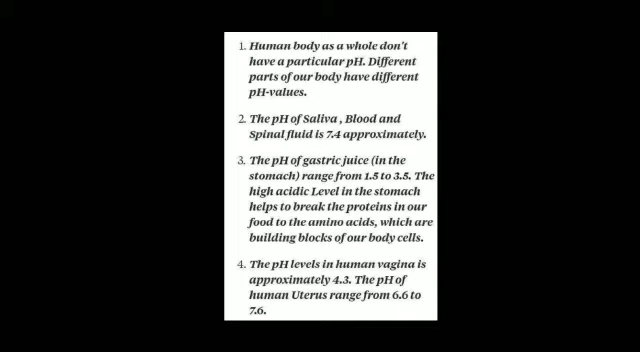 1. Human body as a whole don't
have a particular pH. Different
parts of our body have different
pH-values.
2. The pH of Saliva , Blood and
Spinal fluid is 7.4 approximately.
3. The pH of gastric juice (in the
stomach) range from 1.5 to 3.5. The
high acidic Level in the stomach
helps to break the proteins in our
food to the amino acids, which are
building blocks of our body cells.
4. The pH levels in human vagina is
approximately 4.3. The pH of
human Uterus range from 6.6 to
7.6.